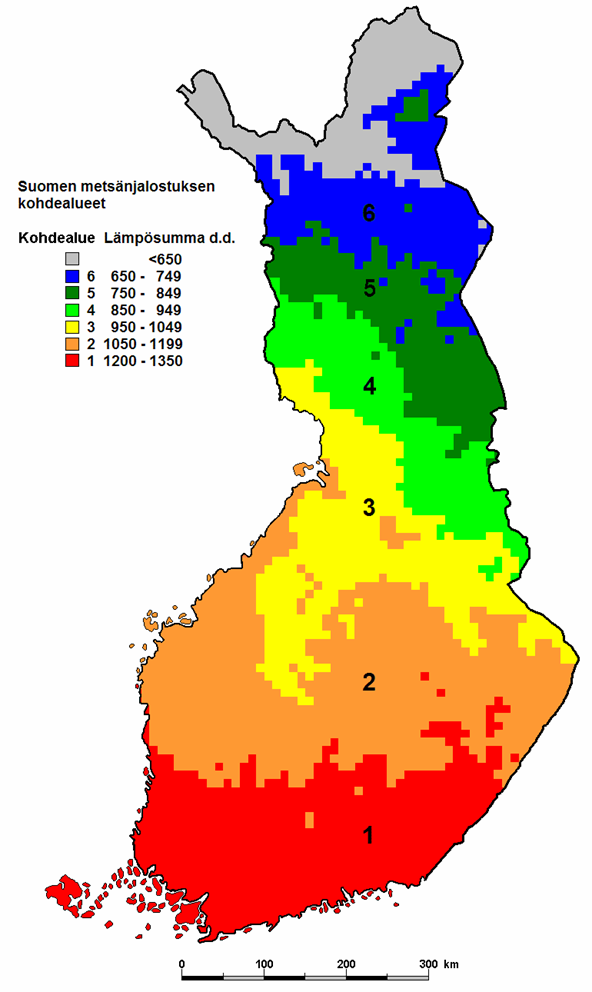 Suomen metsänjalostuksen
kohdealueet
Kohdealue Lämpösumma d.d.
<650
6 650 - 749
5 750 - 849
4 850 - 949
3 950 - 1049
2 1050 - 1199
1 1200 - 1350
6
5
4
3
2
1
0 100 200 300 km